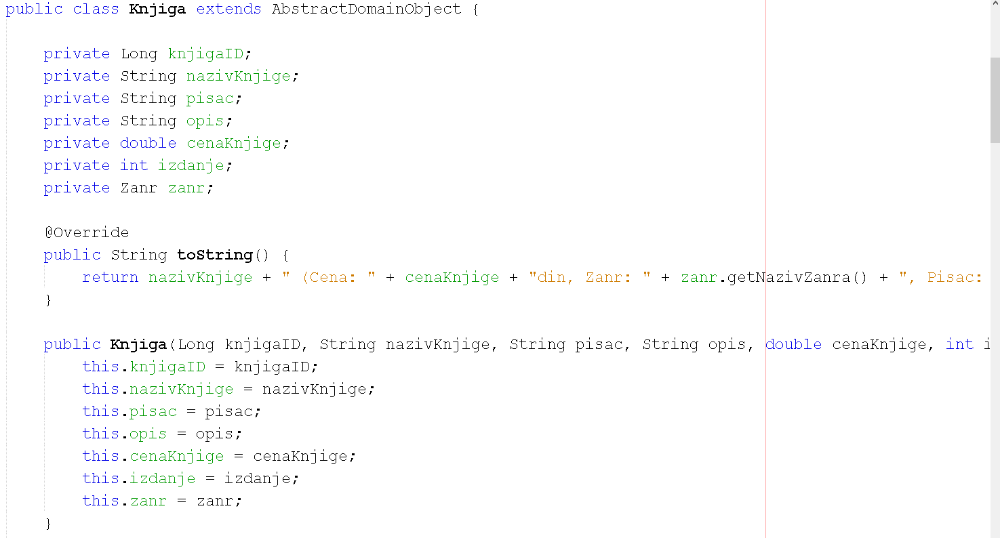 public class Knjiga extends AbstractDomainObject {
private Long knjigaID;
private String nazivKnjige;
private String pisac;
private String opis;
private double cenaKnjige;
private int izdanje;
private Zanr zanr;
@Override
public String toString() {
return nazivKnjige + " (Cena: " + cenaKnjige + "din, Zanr: " + zanr.getNazivZanra() + ", Pisac:
}
public Knjiga(Long knjigaID, String nazivKnjige, String pisac, String opis, double cenaKnjige, int i
this.knjigaID = knjigaID;
this.nazivKnjige = nazivKnjige;
this.pisac = pisac;
this.opis = opis;
this.cenaKnjige = cenaKnjige;
this.izdanje = izdanje;
this.zanr = zanr;
}